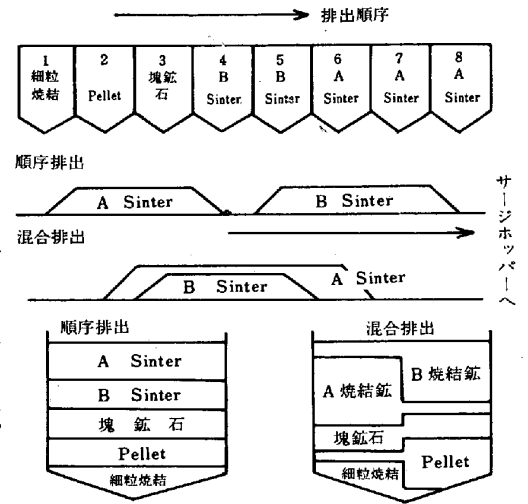 排出順序
1 2 3 4 5 6 7 8
細粒 塊鉱 B B A A A
焼結 Pellet 石 Sinter Sinter Sinter Sinter Sinter
順序排出
A Sinter B Sinter
混合排出
サージホッパーへ
A Sinter
B Sinter
順序排出 混合排出
A Sinter
B Sinter
塊鉱石
Pellet
細粒焼結
A焼結鉱 B焼結鉱
塊鉱石
Pellet
細粒焼結